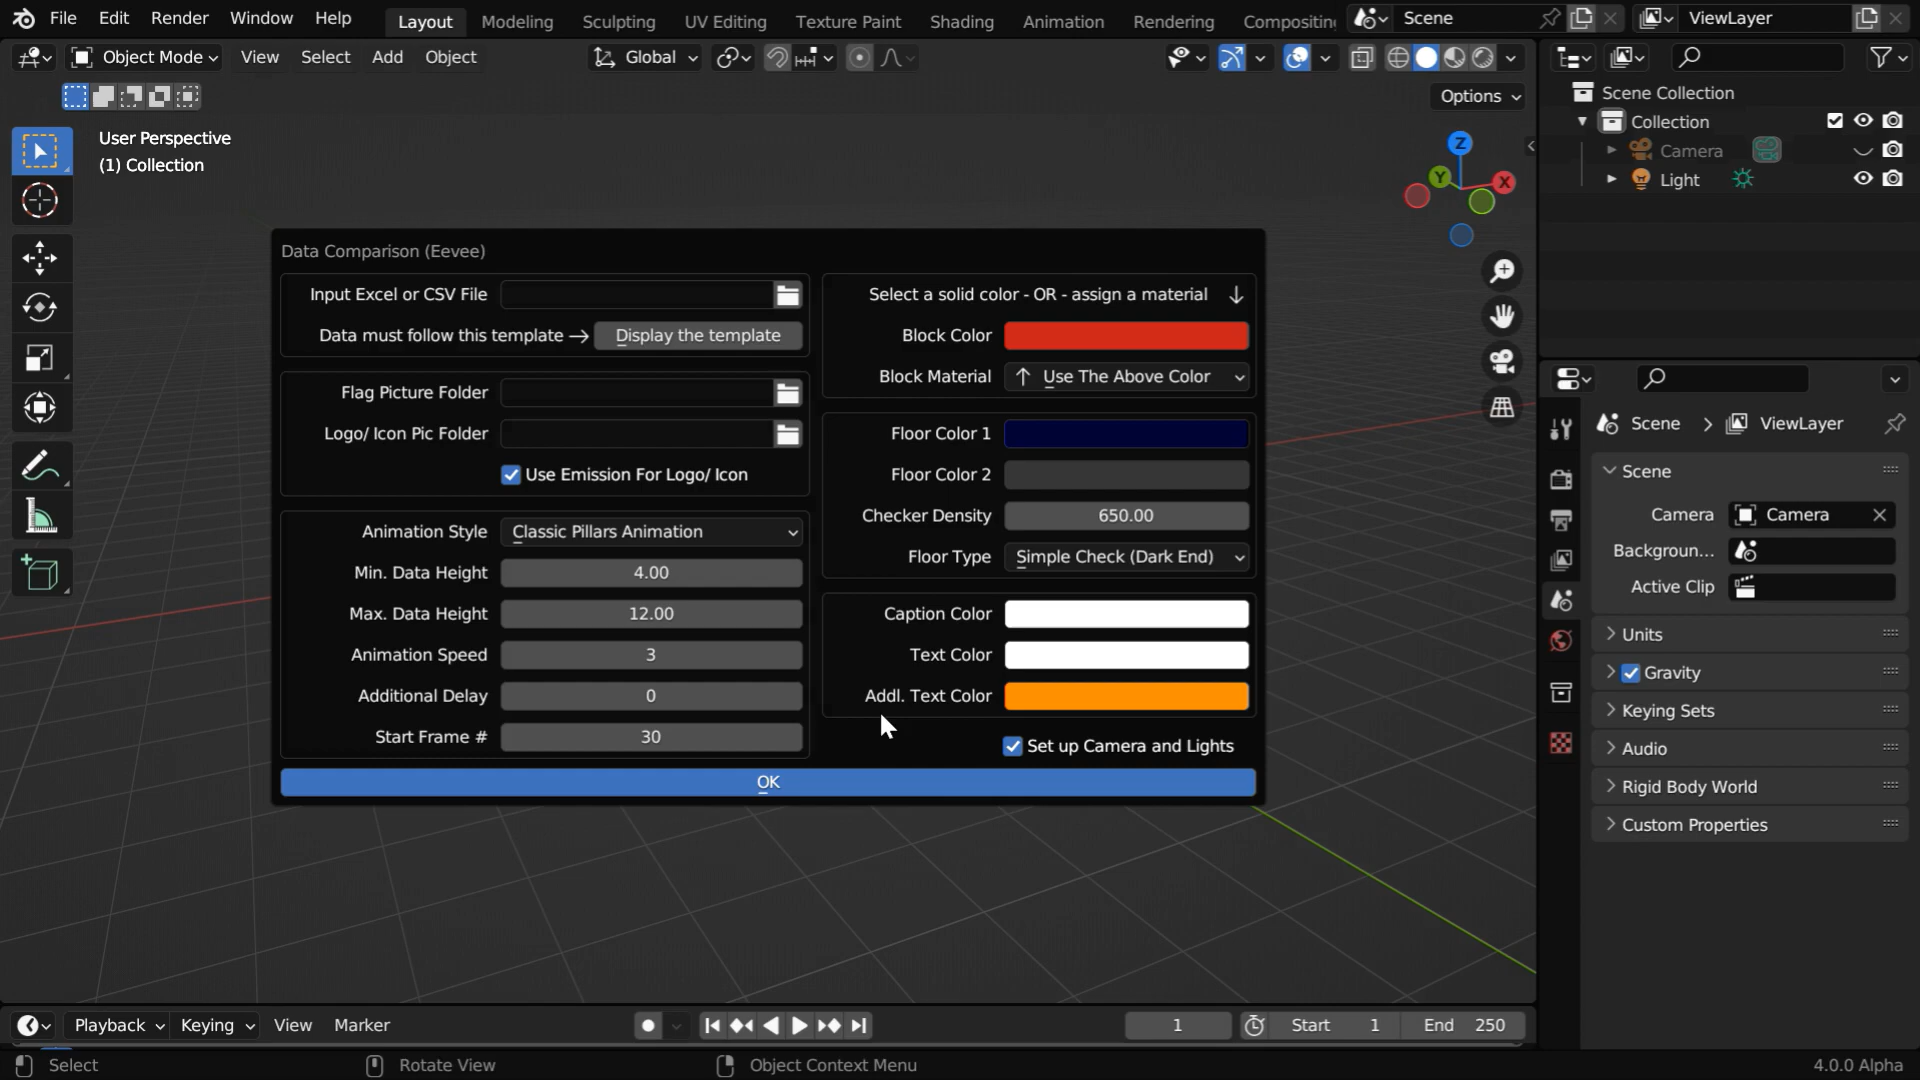 File Edit Render Window Help Layout Modeling Sculpting UV Editing Texture Paint Shading Animation Rendering Scene ViewLayer
Object Mode View Select Add Object Global
Options
User Perspective
(1) Collection
Z
Y
X
Scene Collection
Collection
Camera
Light
Data Comparison (Eevee)
Input Excel or CSV File
Data must follow this template → Display the template
Flag Picture Folder
Logo/ Icon Pic Folder
Use Emission For Logo/ Icon
Animation Style Classic Pillars Animation
Min. Data Height 4.00
Max. Data Height 12.00
Animation Speed 3
Additional Delay 0
Start Frame # 30
Select a solid color - OR - assign a material ↓
Block Color
Block Material ↑ Use The Above Color
Floor Color 1
Floor Color 2
Checker Density 650.00
Floor Type Simple Check (Dark End)
Caption Color
Text Color
Addl. Text Color
Set up Camera and Lights
OK
Scene > ViewLayer
Scene
Camera Camera
Backgroun...
Active Clip
Units
Gravity
Keying Sets
Audio
Rigid Body World
Custom Properties
Playback Keying View Marker 1 Start 1 End 250
Select Rotate View Object Context Menu 4.0.0 Alpha